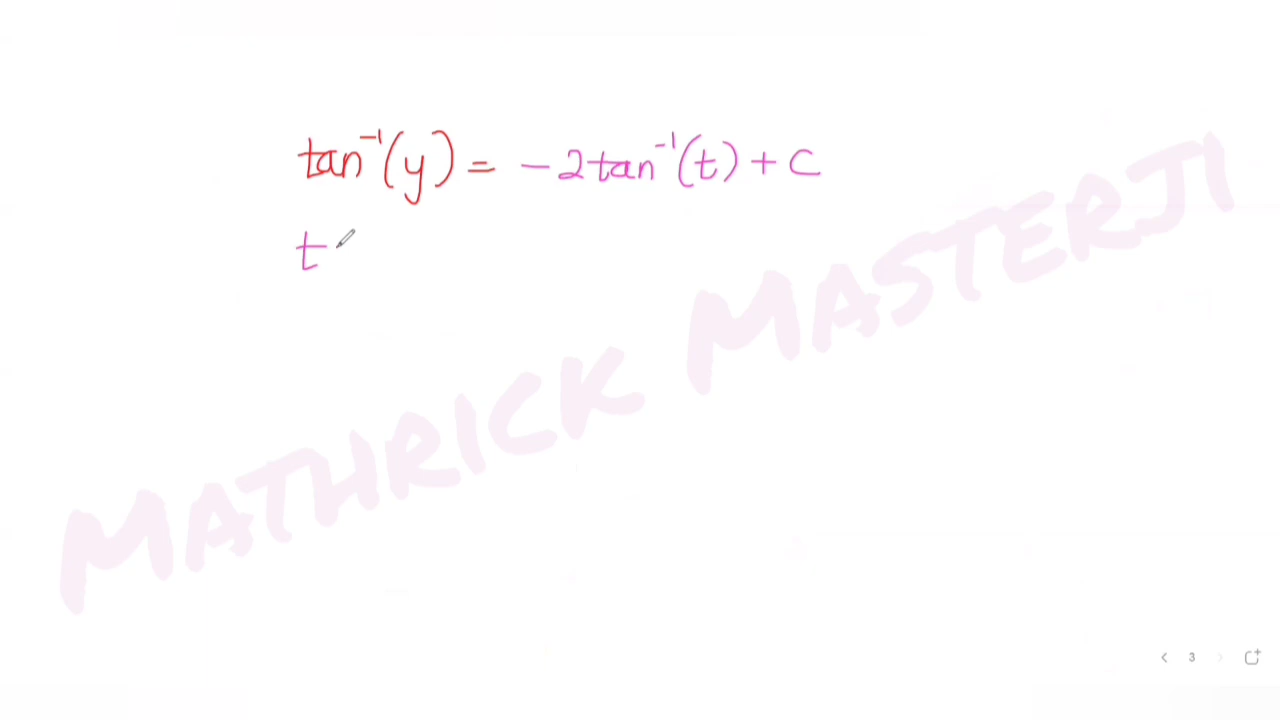 tan⁻¹(y) = -2tan⁻¹(t) + c
t
MATHRICK MASTERJI
3